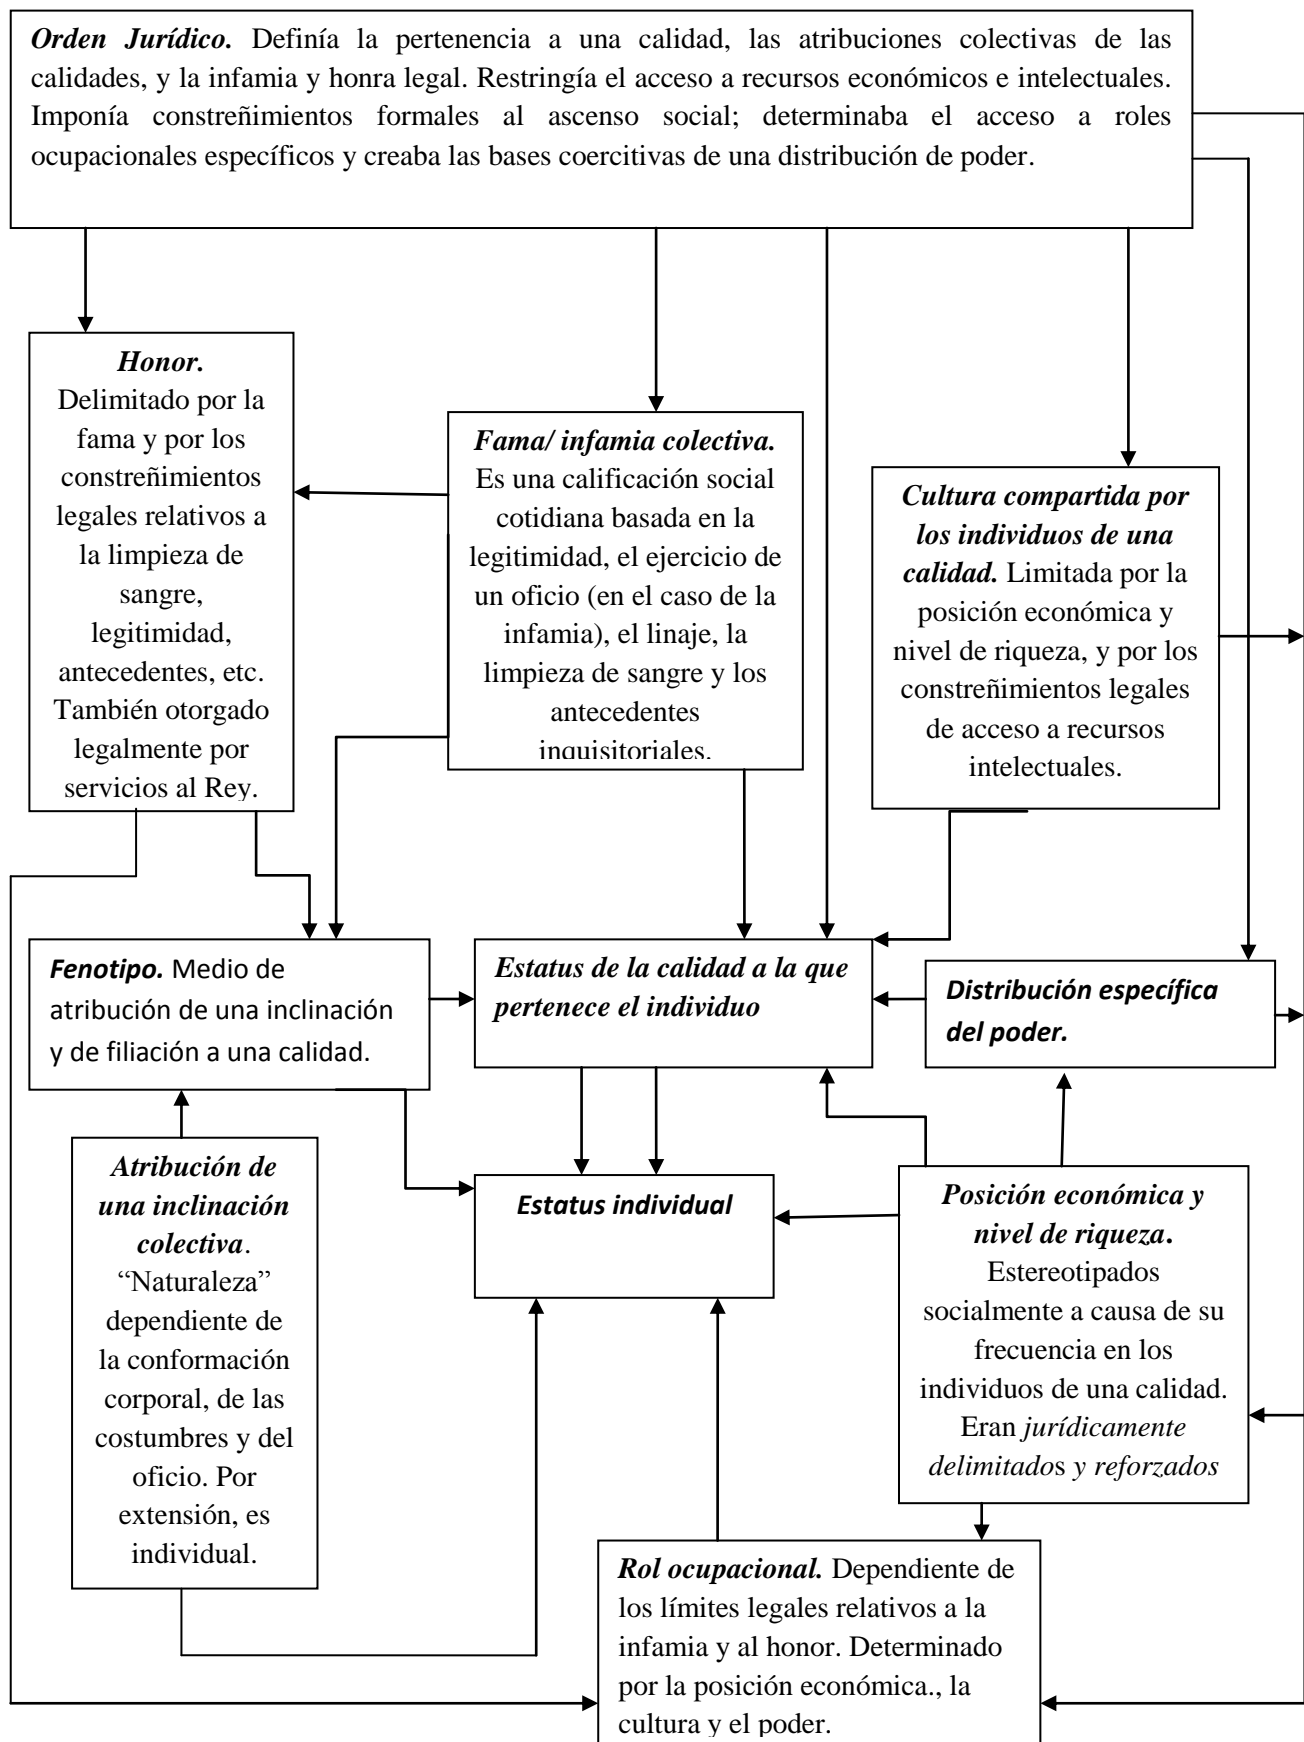 Orden Jurídico. Definía la pertenencia a una calidad, las atribuciones colectivas de las
calidades, y la infamia y honra legal. Restringía el acceso a recursos económicos e intelectuales.
Imponía constreñimientos formales al ascenso social; determinaba el acceso a roles
ocupacionales específicos y creaba las bases coercitivas de una distribución de poder.
Honor.
Delimitado por la
fama y por los
constreñimientos
legales relativos a
la limpieza de
sangre,
legitimidad,
antecedentes, etc.
También otorgado
legalmente por
servicios al Rey.
Fama/ infamia colectiva.
Es una calificación social
cotidiana basada en la
legitimidad, el ejercicio de
un oficio (en el caso de la
infamia), el linaje, la
limpieza de sangre y los
antecedentes
inquisitoriales.
Cultura compartida por
los individuos de una
calidad. Limitada por la
posición económica y
nivel de riqueza, y por los
constreñimientos legales
de acceso a recursos
intelectuales.
Fenotipo. Medio de
atribución de una inclinación
y de filiación a una calidad.
Estatus de la calidad a la que
pertenece el individuo
Distribución específica
del poder.
Atribución de
una inclinación
colectiva.
“Naturaleza”
dependiente de
la conformación
corporal, de las
costumbres y del
oficio. Por
extensión, es
individual.
Estatus individual
Posición económica y
nivel de riqueza.
Estereotipados
socialmente a causa de su
frecuencia en los
individuos de una calidad.
Eran jurídicamente
delimitados y reforzados
Rol ocupacional. Dependiente de
los límites legales relativos a la
infamia y al honor. Determinado
por la posición económica., la
cultura y el poder.